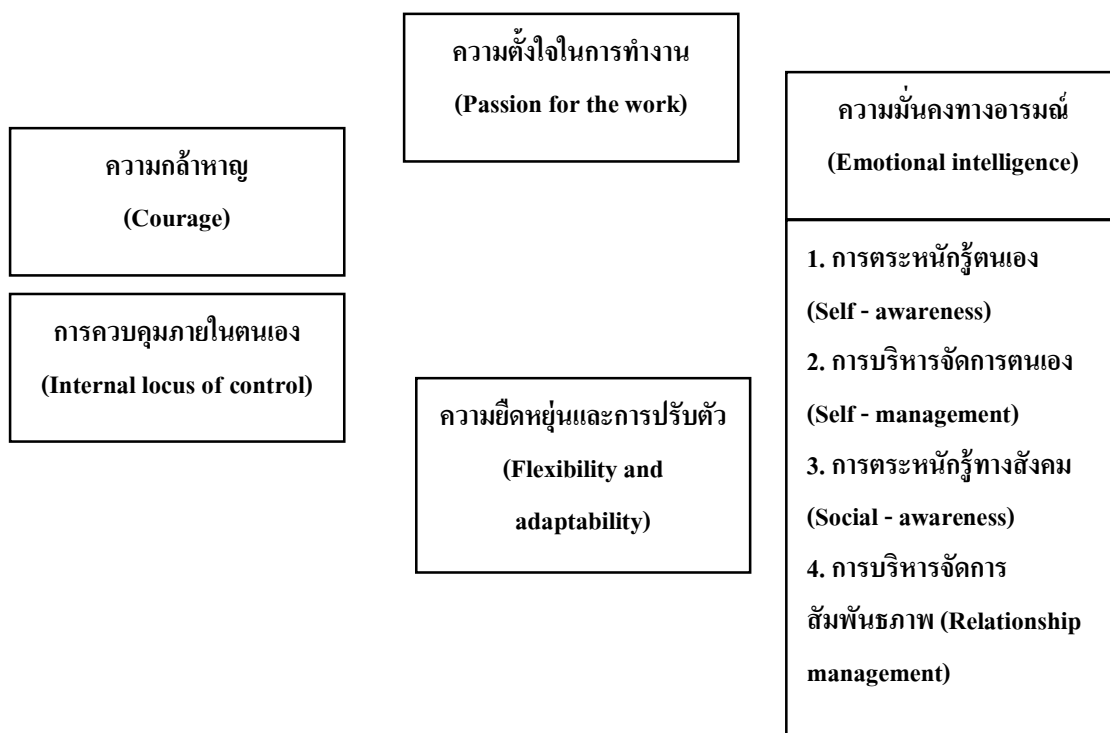 ความตั้งใจในการทำงาน
(Passion for the work)
ความกล้าหาญ
(Courage)
การควบคุมภายในตนเอง
(Internal locus of control)
ความยืดหยุ่นและการปรับตัว
(Flexibility and
adaptability)
ความมั่นคงทางอารมณ์
(Emotional intelligence)
1. การตระหนักรู้ตนเอง
(Self - awareness)
2. การบริหารจัดการตนเอง
(Self - management)
3. การตระหนักรู้ทางสังคม
(Social - awareness)
4. การบริหารจัดการ
สัมพันธภาพ (Relationship
management)